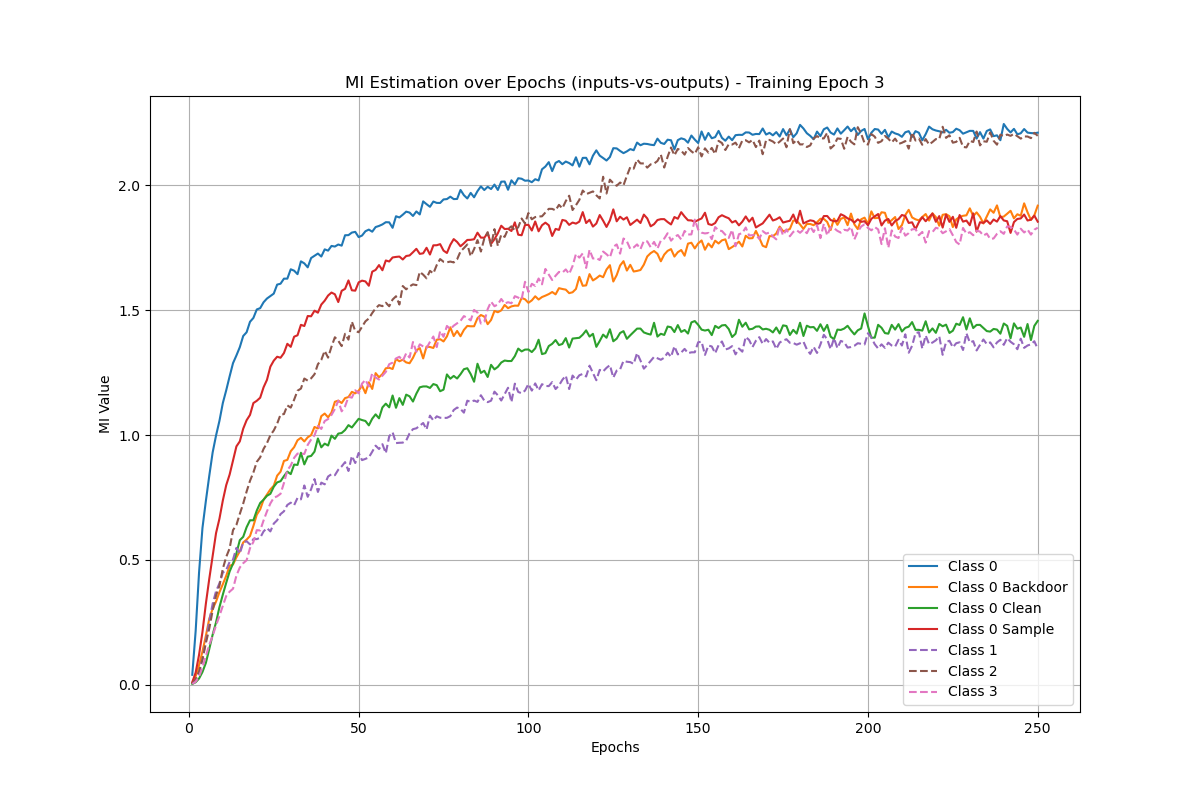 MI Estimation over Epochs (inputs-vs-outputs) - Training Epoch 3
MI Value
2.0
1.5
1.0
0.5
0.0
0 50 100 150 200 250
Epochs
Class 0
Class 0 Backdoor
Class 0 Clean
Class 0 Sample
Class 1
Class 2
Class 3